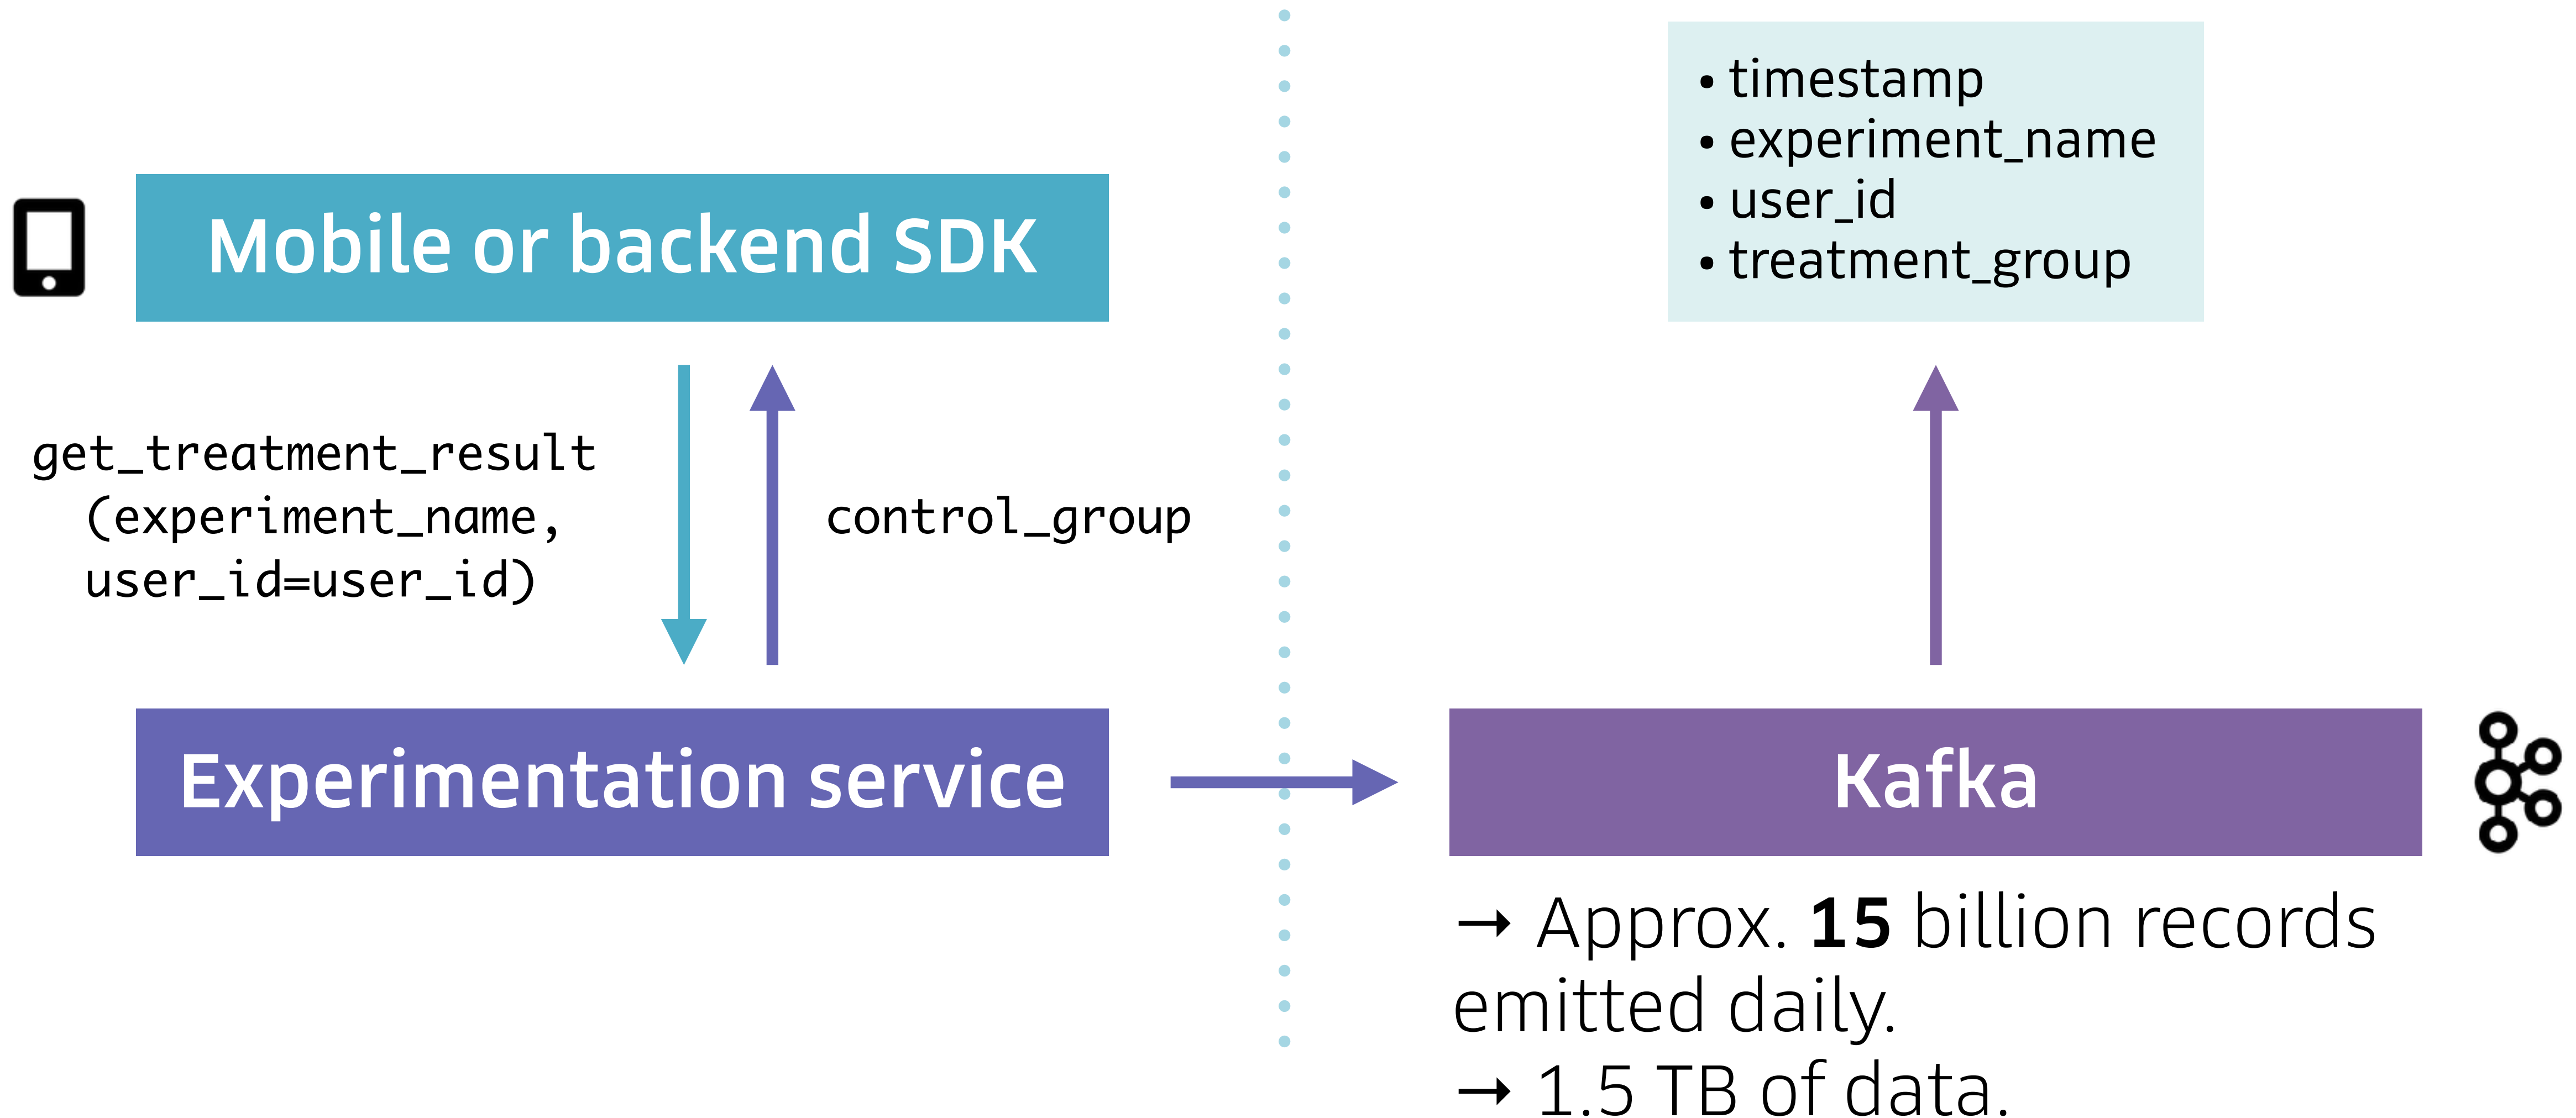 Mobile or backend SDK
get_treatment_result
(experiment_name,
user_id=user_id)
control_group
Experimentation service
• timestamp
• experiment_name
• user_id
• treatment_group
Kafka
→ Approx. 15 billion records
emitted daily.
→ 1.5 TB of data.